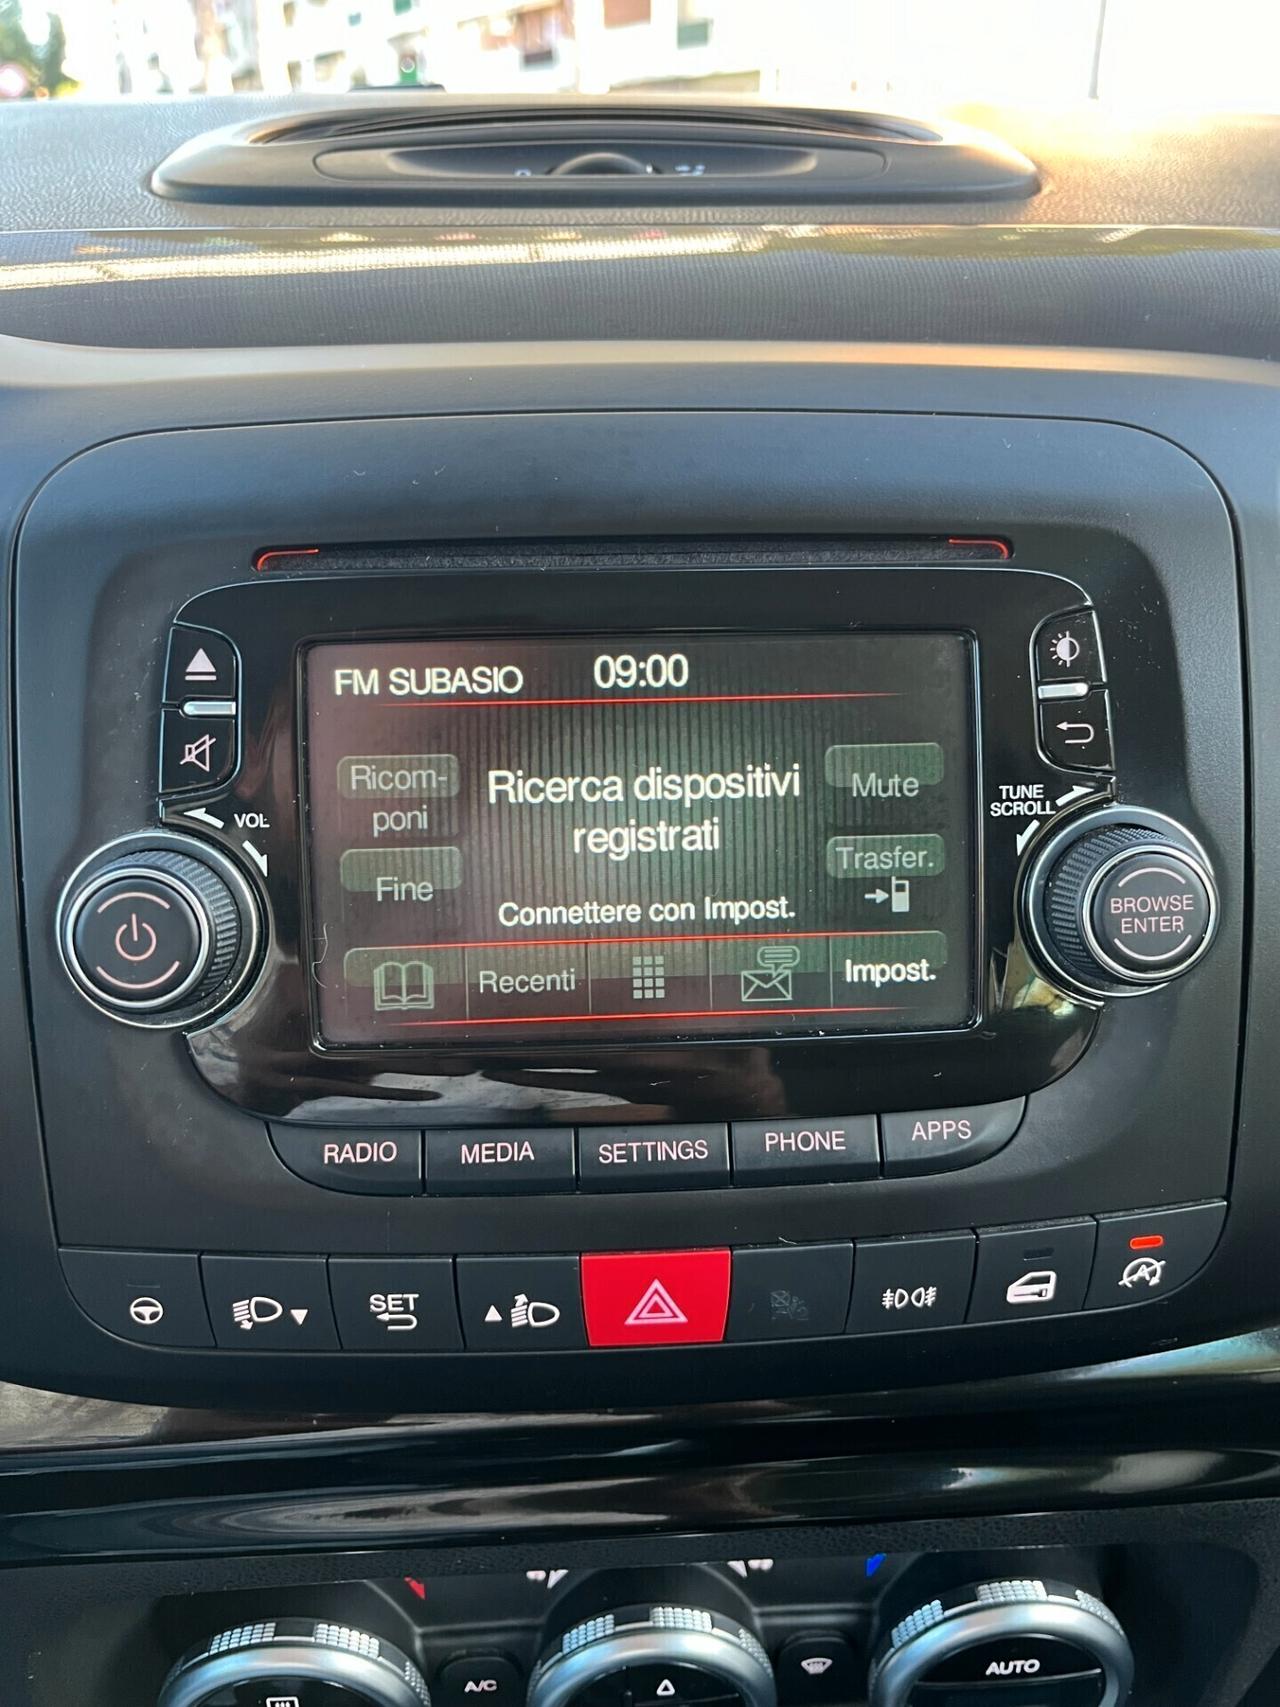 FM SUBASIO
09:00
VOL
TUNE
SCROLL
Ricom-
poni
Ricerca dispositivi
registrati
Mute
Fine
Connettere con Impost.
Trasfer.
Recenti
Impost.
BROWSE
ENTER
RADIO
MEDIA
SETTINGS
PHONE
APPS
SET
A
A/C
AUTO